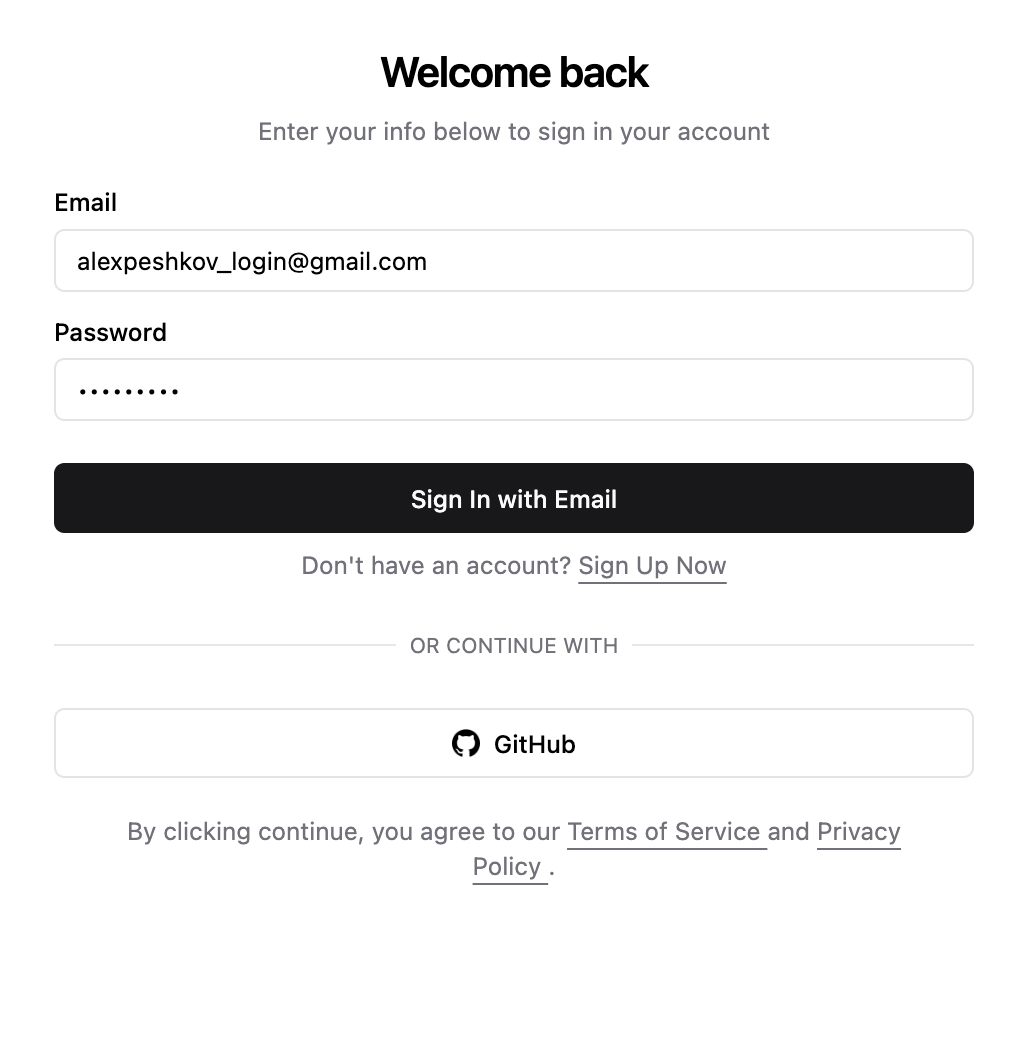 Welcome back
Enter your info below to sign in your account
Email
alexpeshkov_login@gmail.com
Password
•••••••••
Sign In with Email
Don't have an account? Sign Up Now
OR CONTINUE WITH
GitHub
By clicking continue, you agree to our Terms of Service and Privacy
Policy .